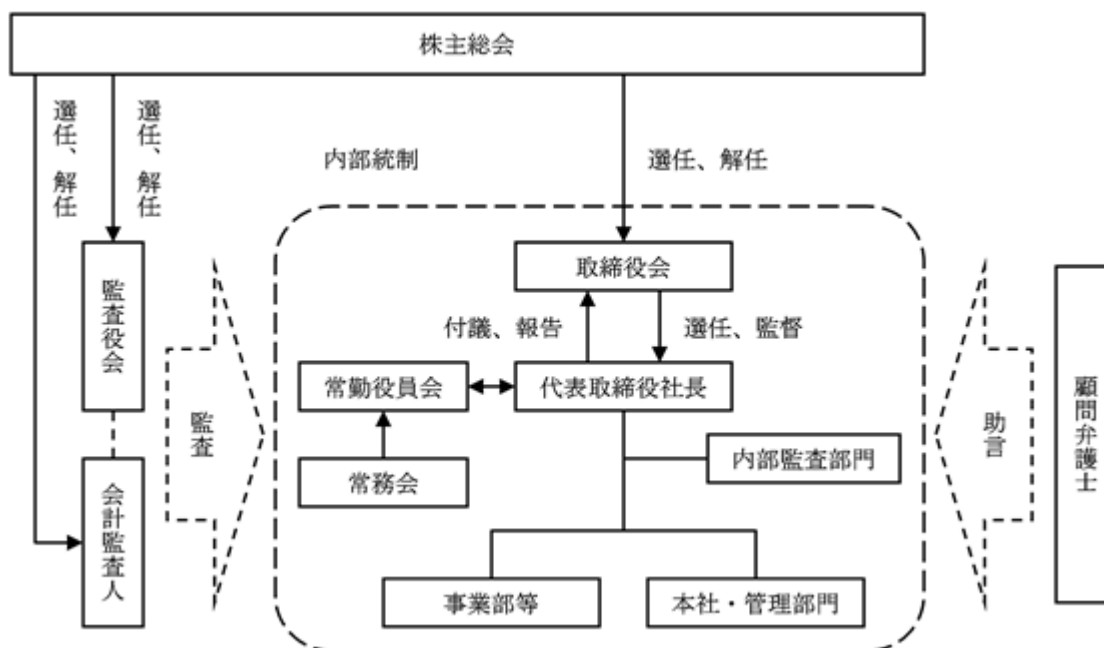 株主総会
選任、解任
選任、解任
内部統制
選任、解任
取締役会
監査役会
付議、報告
選任、監督
常勤役員会
代表取締役社長
監査
助言
顧問弁護士
内部監査部門
常務会
会計監査人
事業部等
本社・管理部門